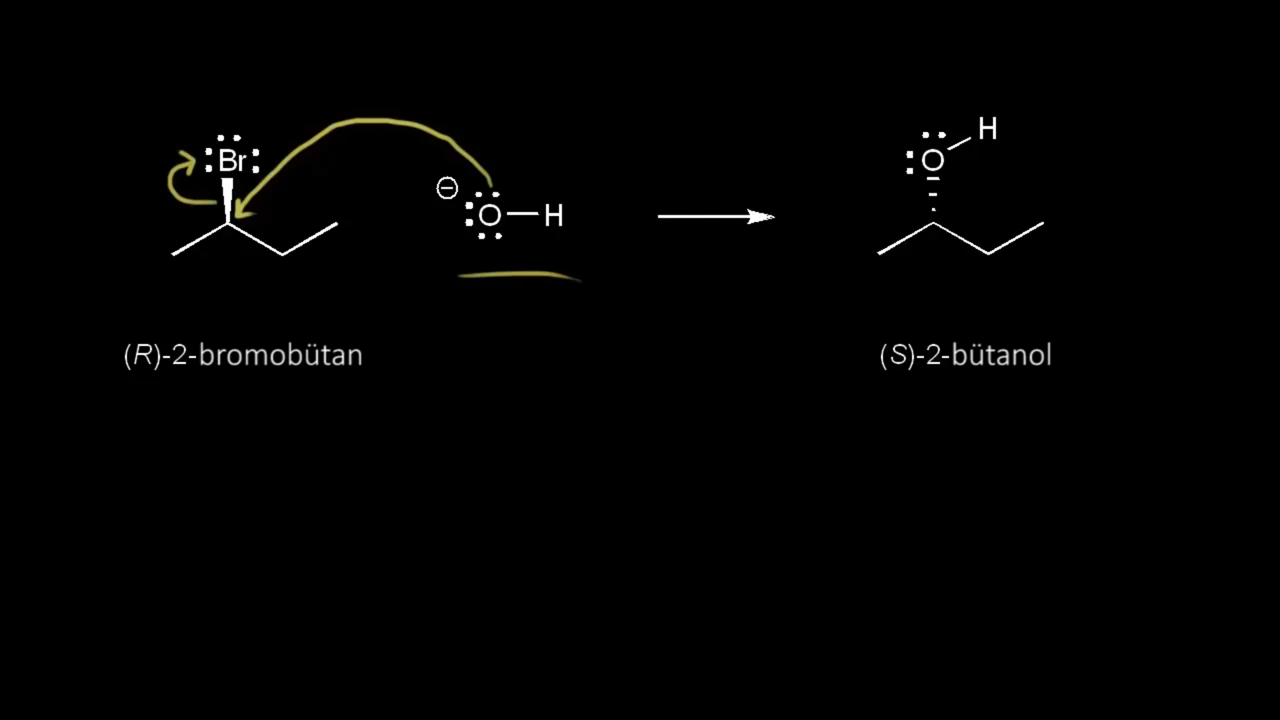 H
Br
O
⊖
O
H
(R)-2-bromobütan
(S)-2-bütanol